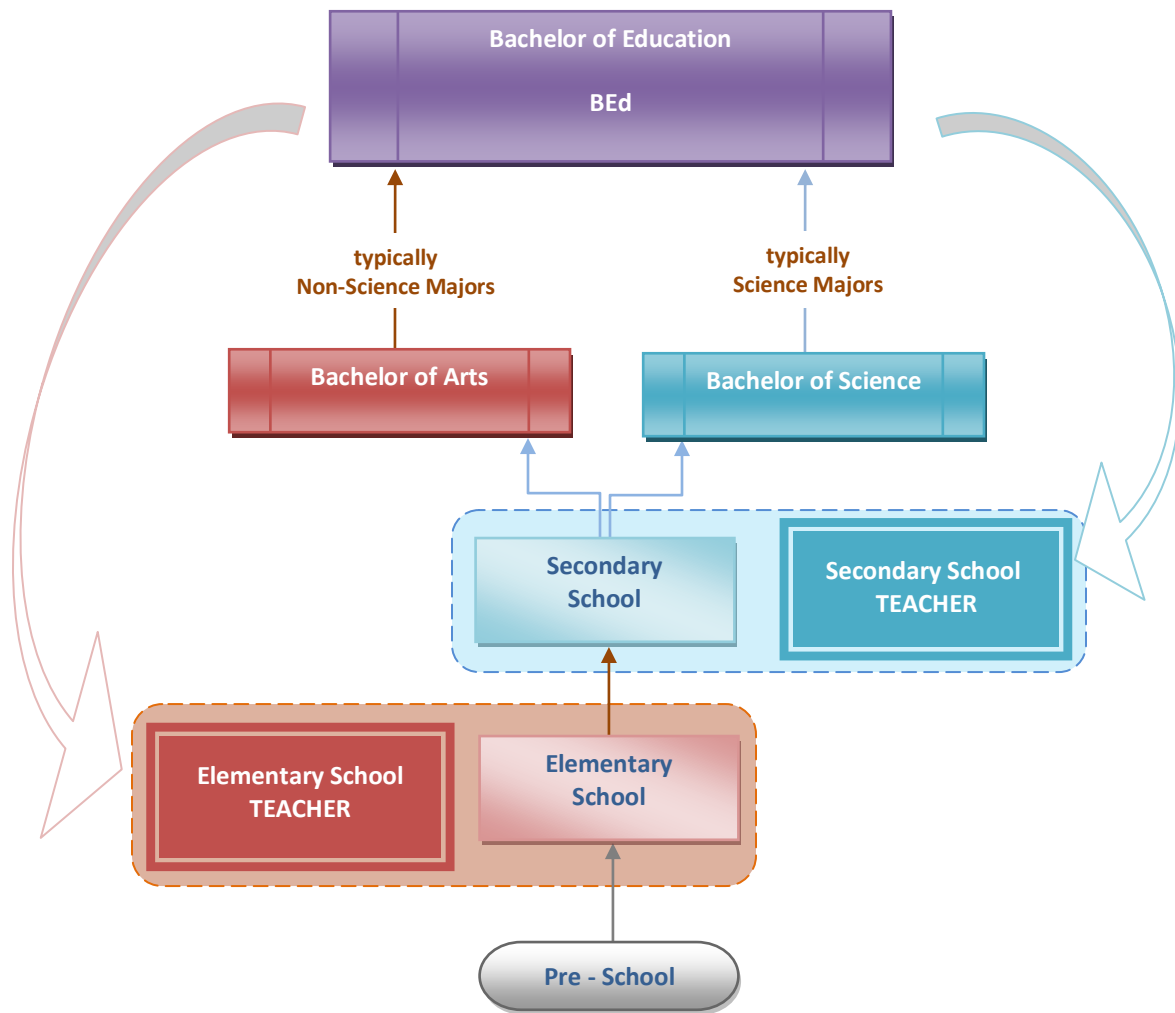 Bachelor of Education
BEd
typically
Non-Science Majors
typically
Science Majors
Bachelor of Arts
Bachelor of Science
Secondary
School
Secondary School
TEACHER
Elementary School
TEACHER
Elementary
School
Pre - School